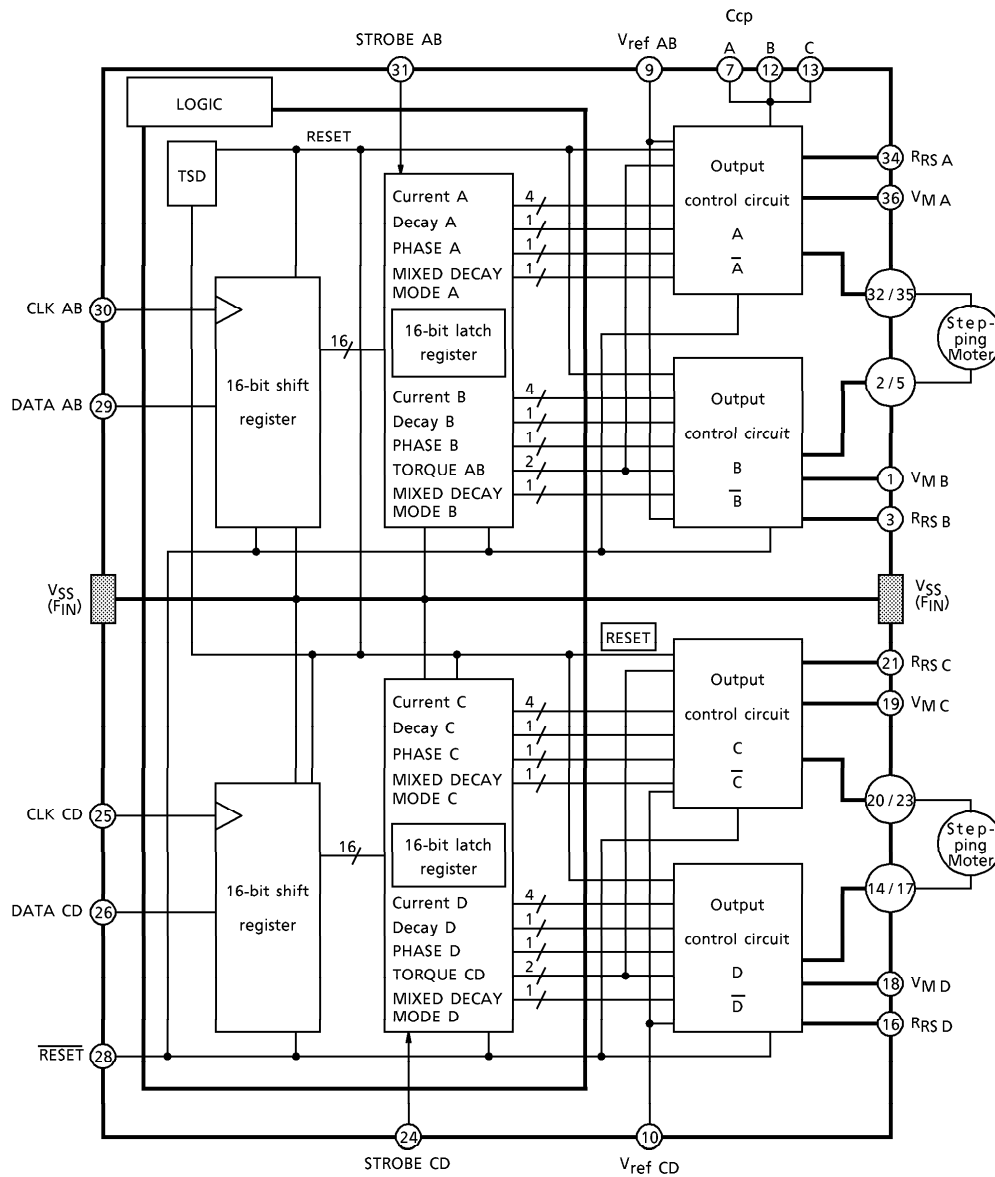 Ccp
STROBE AB
Vref AB
A
B
C
31
9
7
12
13
LOGIC
RESET
TSD
Output
control circuit
A
A̅
34
RRS A
36
VM A
Current A
4
Decay A
1
PHASE A
1
MIXED DECAY
MODE A
1
32 / 35
CLK AB
30
16-bit latch
register
16
Step-
ping
Moter
16-bit shift
register
DATA AB
29
2 / 5
Current B
4
Decay B
1
PHASE B
1
TORQUE AB
2
MIXED DECAY
MODE B
1
Output
control circuit
B
B̅
1
VM B
3
RRS B
VSS
(FIN)
VSS
(FIN)
RESET
Output
control circuit
C
C̅
21
RRS C
19
VM C
Current C
4
Decay C
1
PHASE C
1
MIXED DECAY
MODE C
1
20 / 23
CLK CD
25
16-bit latch
register
16
Step-
ping
Moter
16-bit shift
register
DATA CD
26
14 / 17
Current D
4
Decay D
1
PHASE D
1
TORQUE CD
2
MIXED DECAY
MODE D
1
Output
control circuit
D
D̅
18
VM D
16
RRS D
R̅E̅S̅E̅T̅
28
24
10
STROBE CD
Vref CD